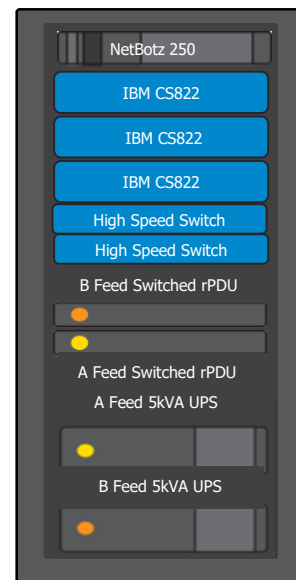 NetBotz 250
IBM CS822
IBM CS822
IBM CS822
High Speed Switch
High Speed Switch
B Feed Switched rPDU
A Feed Switched rPDU
A Feed 5kVA UPS
B Feed 5kVA UPS